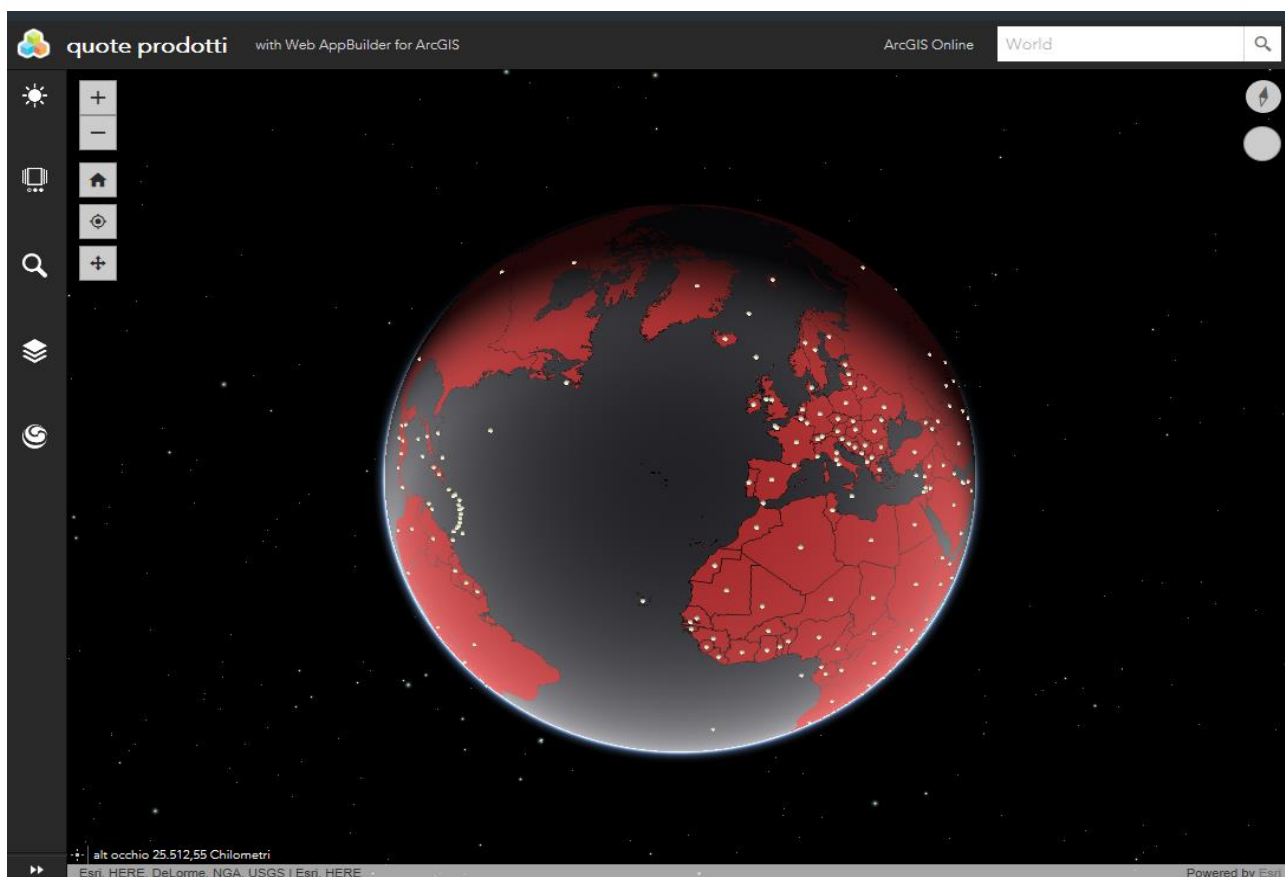 quote prodotti with Web AppBuilder for ArcGIS ArcGIS Online World
alt occhio 25.512,55 Chilometri
Esri, HERE, DeLorme, NGA, USGS | Esri, HERE Powered by Esri